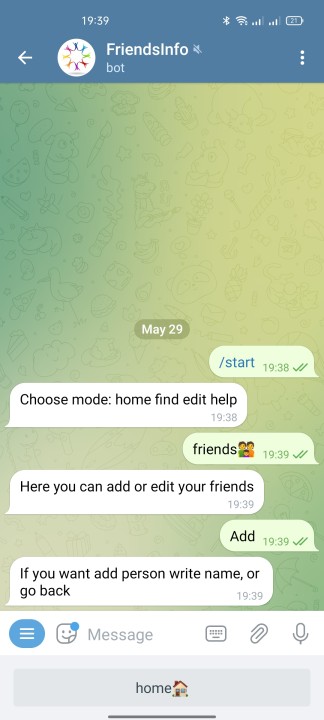 19:39
21
FriendsInfo
bot
May 29
/start 19:38
Choose mode: home find edit help
19:38
friends👫 19:39
Here you can add or edit your friends
19:39
Add 19:39
If you want add person write name, or
go back
19:39
Message
home🏠